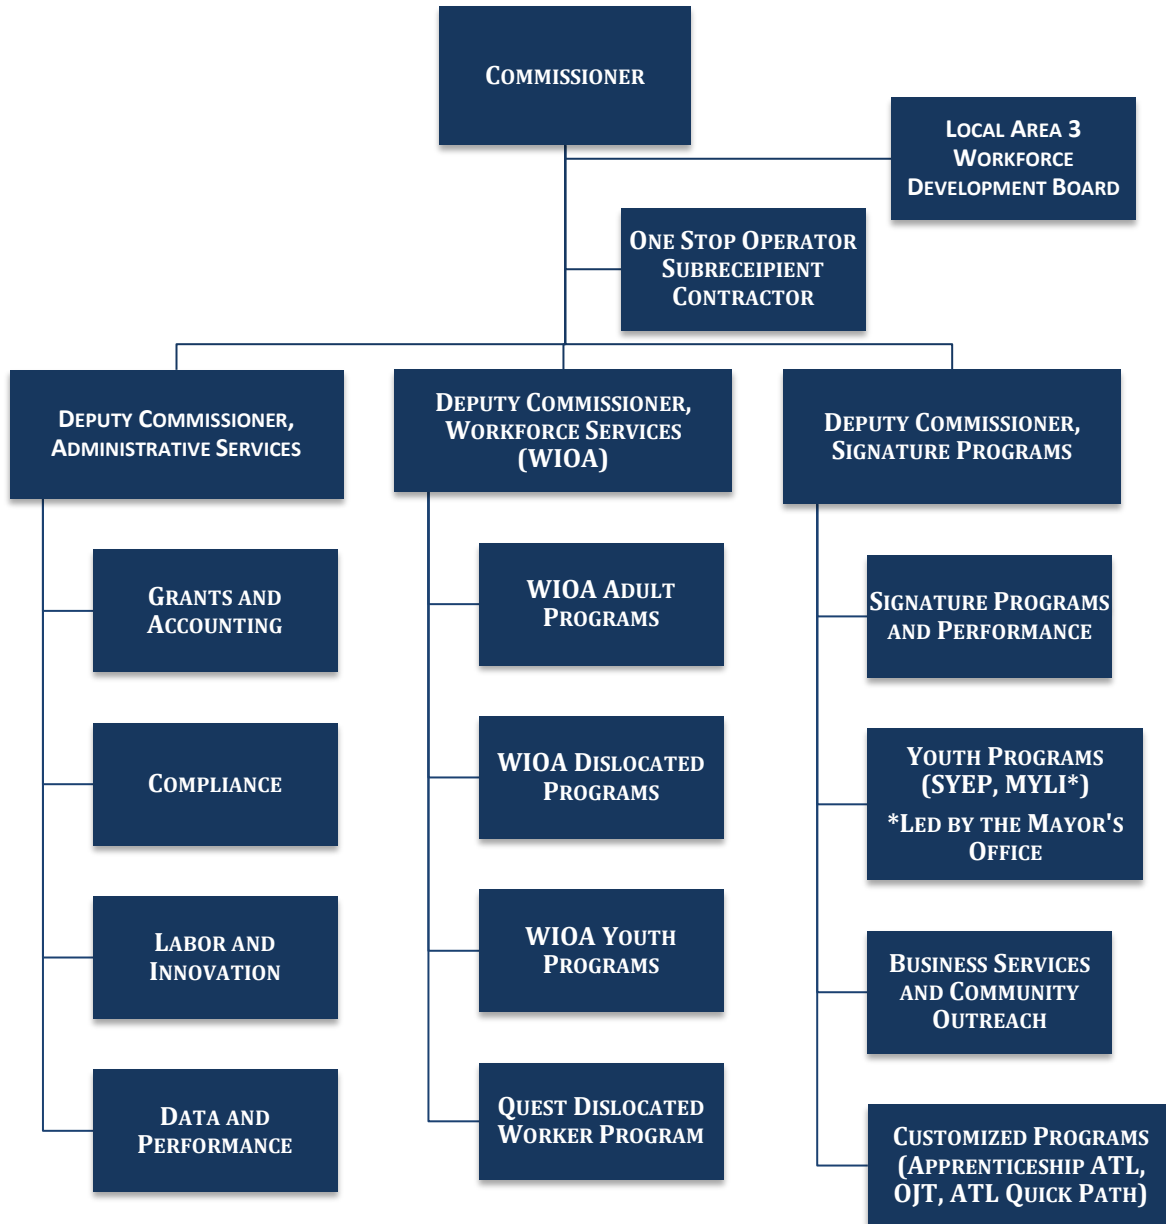 Commissioner
Local Area 3
Workforce
Development Board
One Stop Operator
Subreceipient
Contractor
Deputy Commissioner,
Administrative Services
Deputy Commissioner,
Workforce Services
(WIOA)
Deputy Commissioner,
Signature Programs
Grants and
Accounting
Compliance
Labor and
Innovation
Data and
Performance
WIOA Adult
Programs
WIOA Dislocated
Programs
WIOA Youth
Programs
Quest Dislocated
Worker Program
Signature Programs
and Performance
Youth Programs
(SYEP, MYLI*)
*Led by the Mayor's
Office
Business Services
and Community
Outreach
Customized Programs
(Apprenticeship ATL,
OJT, ATL Quick Path)